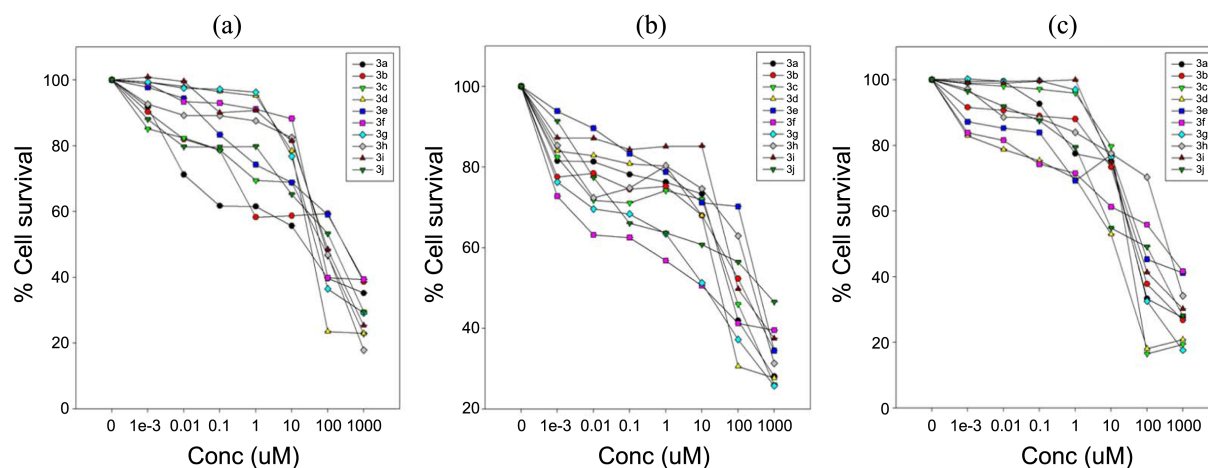 (a)
(b)
(c)
% Cell survival
100
80
60
40
20
0
0 1e-3 0.01 0.1 1 10 100 1000
Conc (uM)
3a
3b
3c
3d
3e
3f
3g
3h
3i
3j
% Cell survival
100
80
60
40
20
0 1e-3 0.01 0.1 1 10 100 1000
Conc (uM)
3a
3b
3c
3d
3e
3f
3g
3h
3i
3j
% Cell survival
100
80
60
40
20
0
0 1e-3 0.01 0.1 1 10 100 1000
Conc (uM)
3a
3b
3c
3d
3e
3f
3g
3h
3i
3j